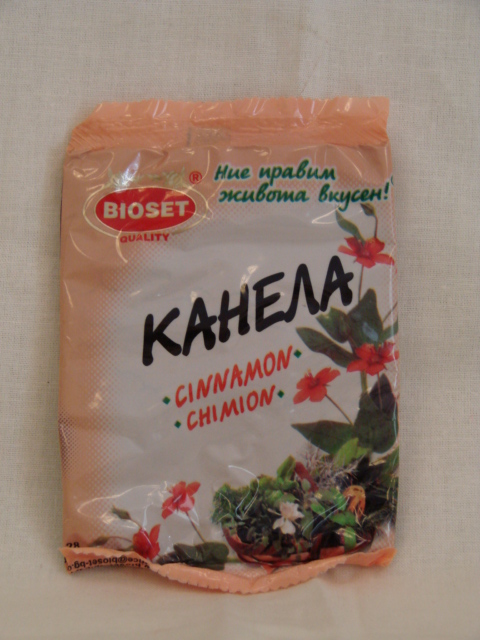 BIOSET®
QUALITY
Ние правим
живота вкусен!
КАНЕЛА
• CINNAMON •
• CHIMION •